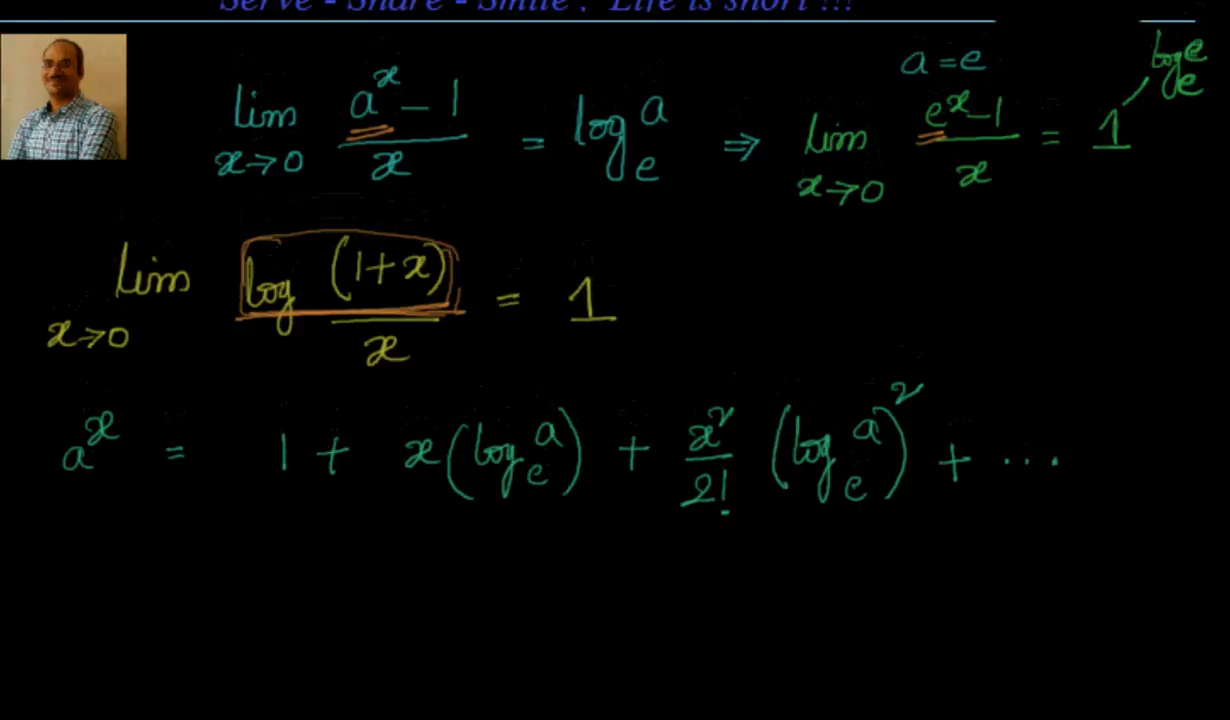 Serve - Share - Smile , Life is short !!!
a = e
lim x→0 (a^x − 1)/x = log_e a ⇒ lim x→0 (e^x − 1)/x = 1 log_e e
lim x→0 log (1+x)/x = 1
a^x = 1 + x (log_e a) + x^2/2! (log_e a)^2 + ...